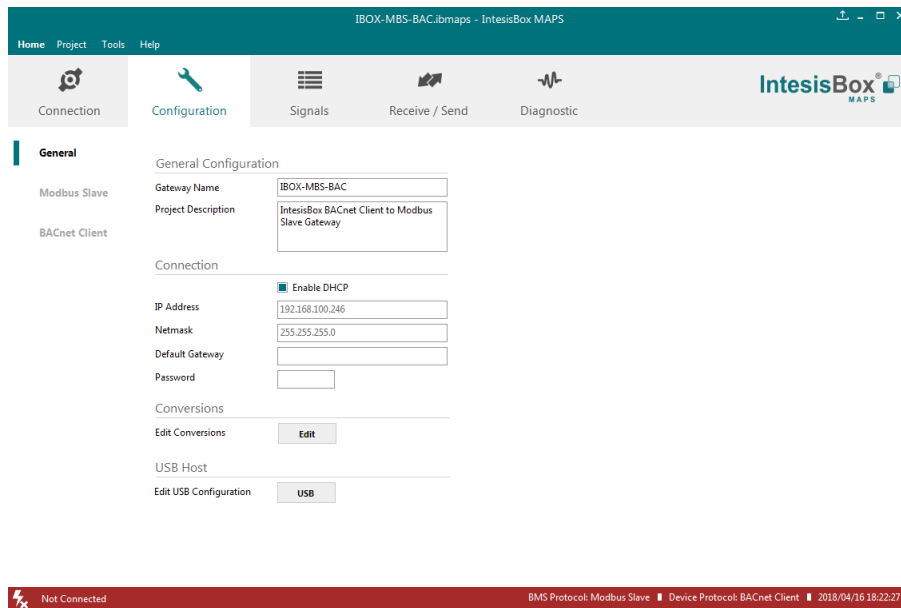 IBOX-MBS-BAC.ibmaps - IntesisBox MAPS
Home Project Tools Help
Connection Configuration Signals Receive / Send Diagnostic
IntesisBox® MAPS
General
Modbus Slave
BACnet Client
General Configuration
Gateway Name IBOX-MBS-BAC
Project Description IntesisBox BACnet Client to Modbus
Slave Gateway
Connection
Enable DHCP
IP Address 192.168.100.246
Netmask 255.255.255.0
Default Gateway
Password
Conversions
Edit Conversions Edit
USB Host
Edit USB Configuration USB
Not Connected BMS Protocol: Modbus Slave Device Protocol: BACnet Client 2018/04/16 18:22:27